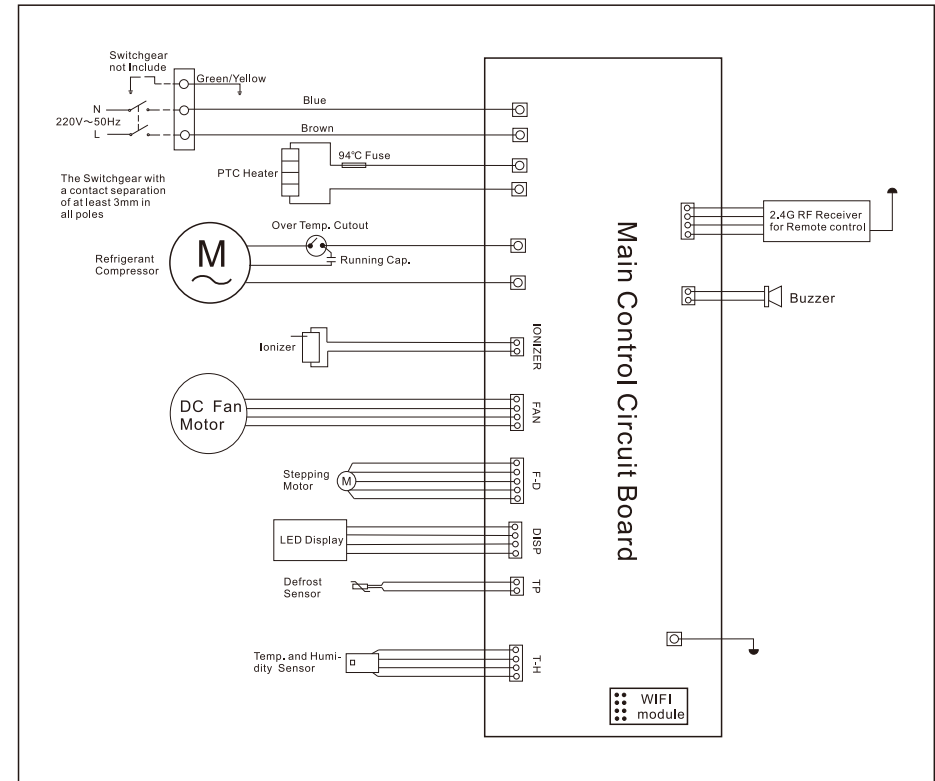 Switchgear
not Include
Green/Yellow
N
220V～50Hz
L
Blue
Brown
The Switchgear with
a contact separation
of at least 3mm in
all poles
PTC Heater
94℃ Fuse
Over Temp. Cutout
Running Cap.
M
Refrigerant
Compressor
Ionizer
IONIZER
DC Fan
Motor
FAN
Stepping
Motor
M
F-D
LED Display
DISP
Defrost
Sensor
TP
Temp. and Humi-
dity Sensor
T-H
Main Control Circuit Board
2.4G RF Receiver
for Remote control
Buzzer
WIFI
module